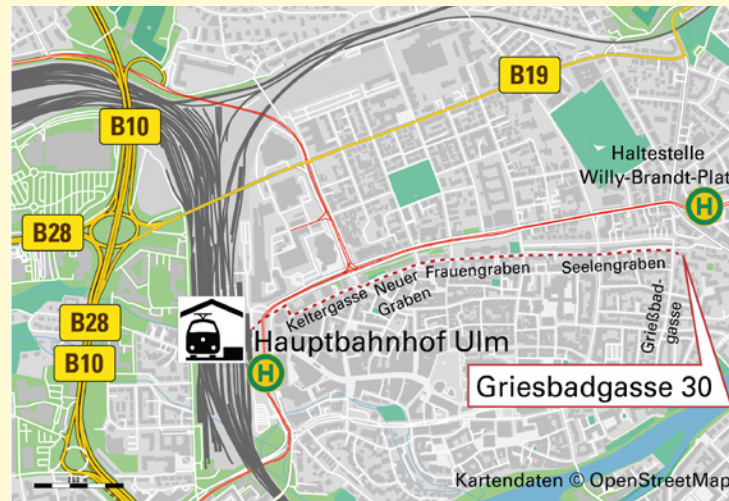 B19
B10
Haltestelle
Willy-Brandt-Plat
H
B28
Keltergasse
Neuer
Graben
Frauengraben
Seelengraben
Grießbad-
gasse
B28
B10
Hauptbahnhof Ulm
H
Griesbadgasse 30
250 m
Kartendaten © OpenStreetMap